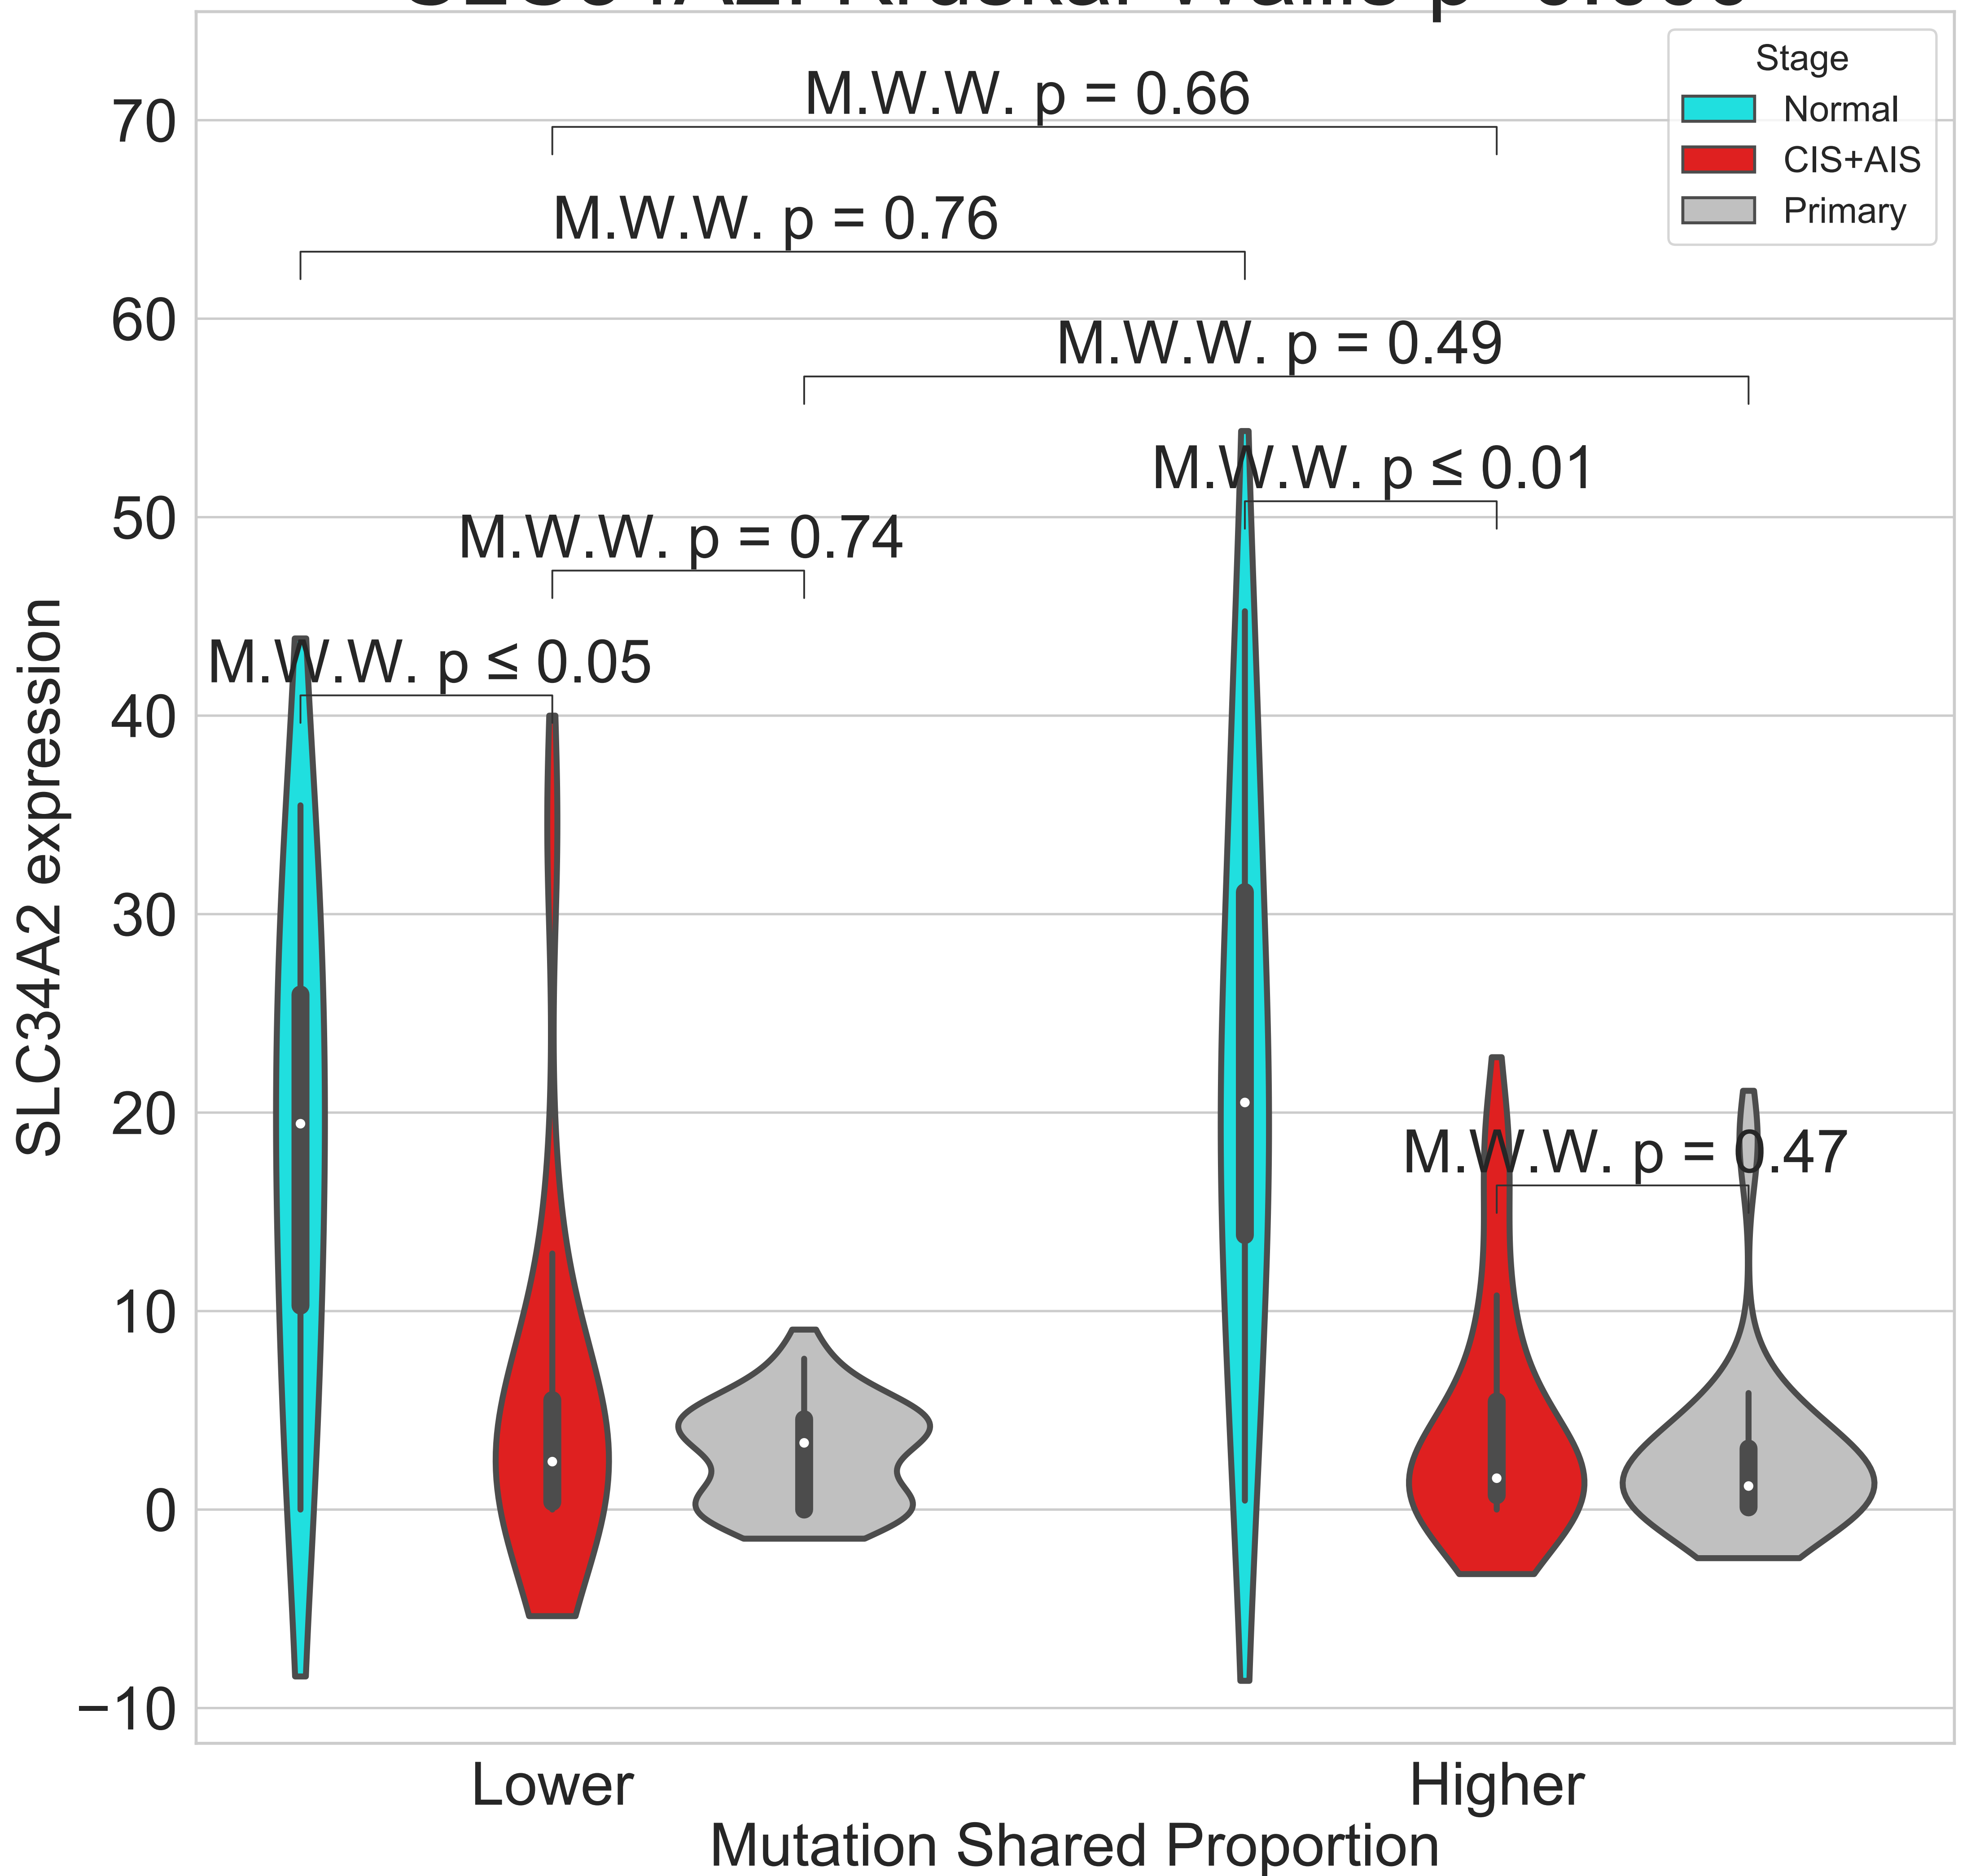 Stage
Normal
CIS+AIS
Primary
M.W.W. p = 0.66
M.W.W. p = 0.76
M.W.W. p = 0.49
M.W.W. p ≤ 0.01
M.W.W. p = 0.74
M.W.W. p ≤ 0.05
M.W.W. p = 0.47
70
60
50
40
30
20
10
0
−10
SLC34A2 expression
Lower
Higher
Mutation Shared Proportion